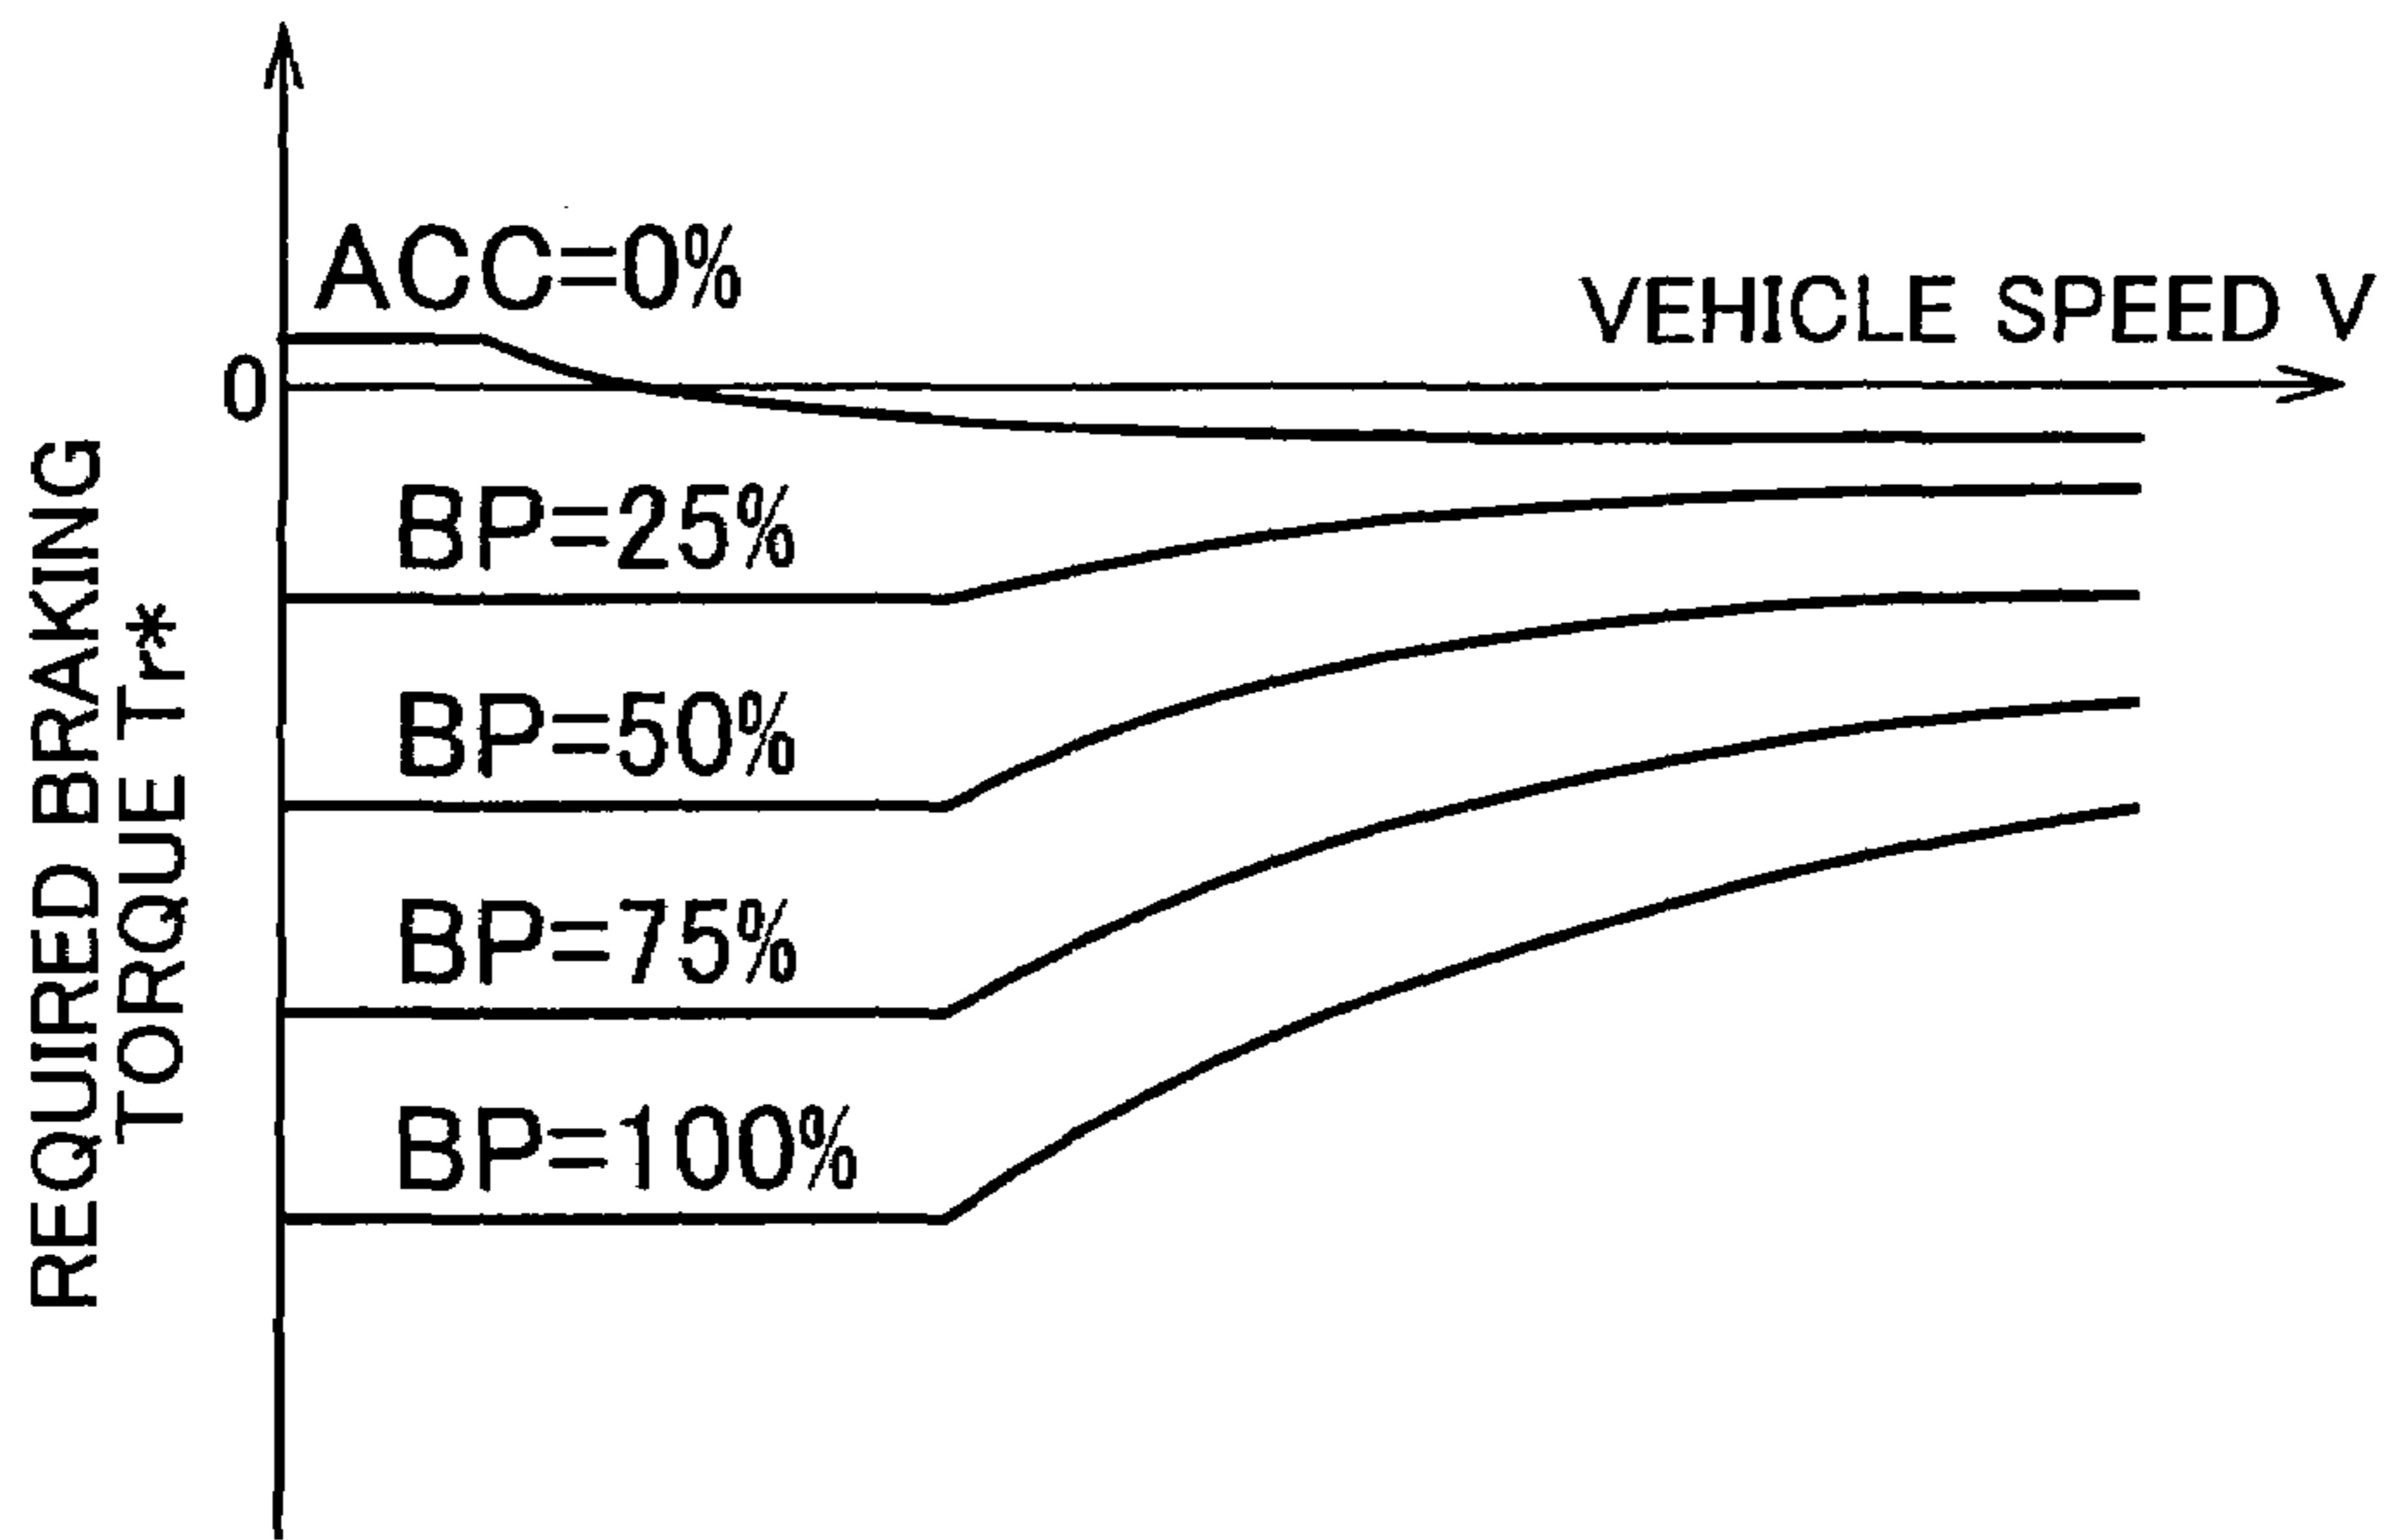 ACC=0%
VEHICLE SPEED V
0
REQUIRED BRAKING
TORQUE Tr*
BP=25%
BP=50%
BP=75%
BP=100%